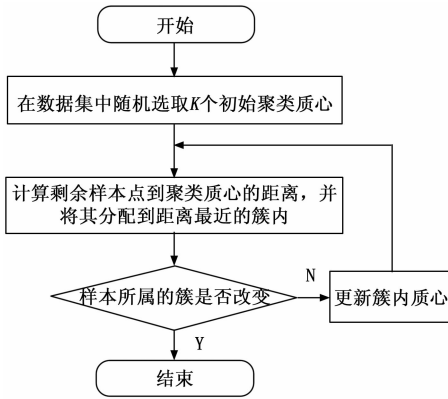 开始
在数据集中随机选取K个初始聚类质心
计算剩余样本点到聚类质心的距离，并
将其分配到距离最近的簇内
样本所属的簇是否改变
N
更新簇内质心
Y
结束